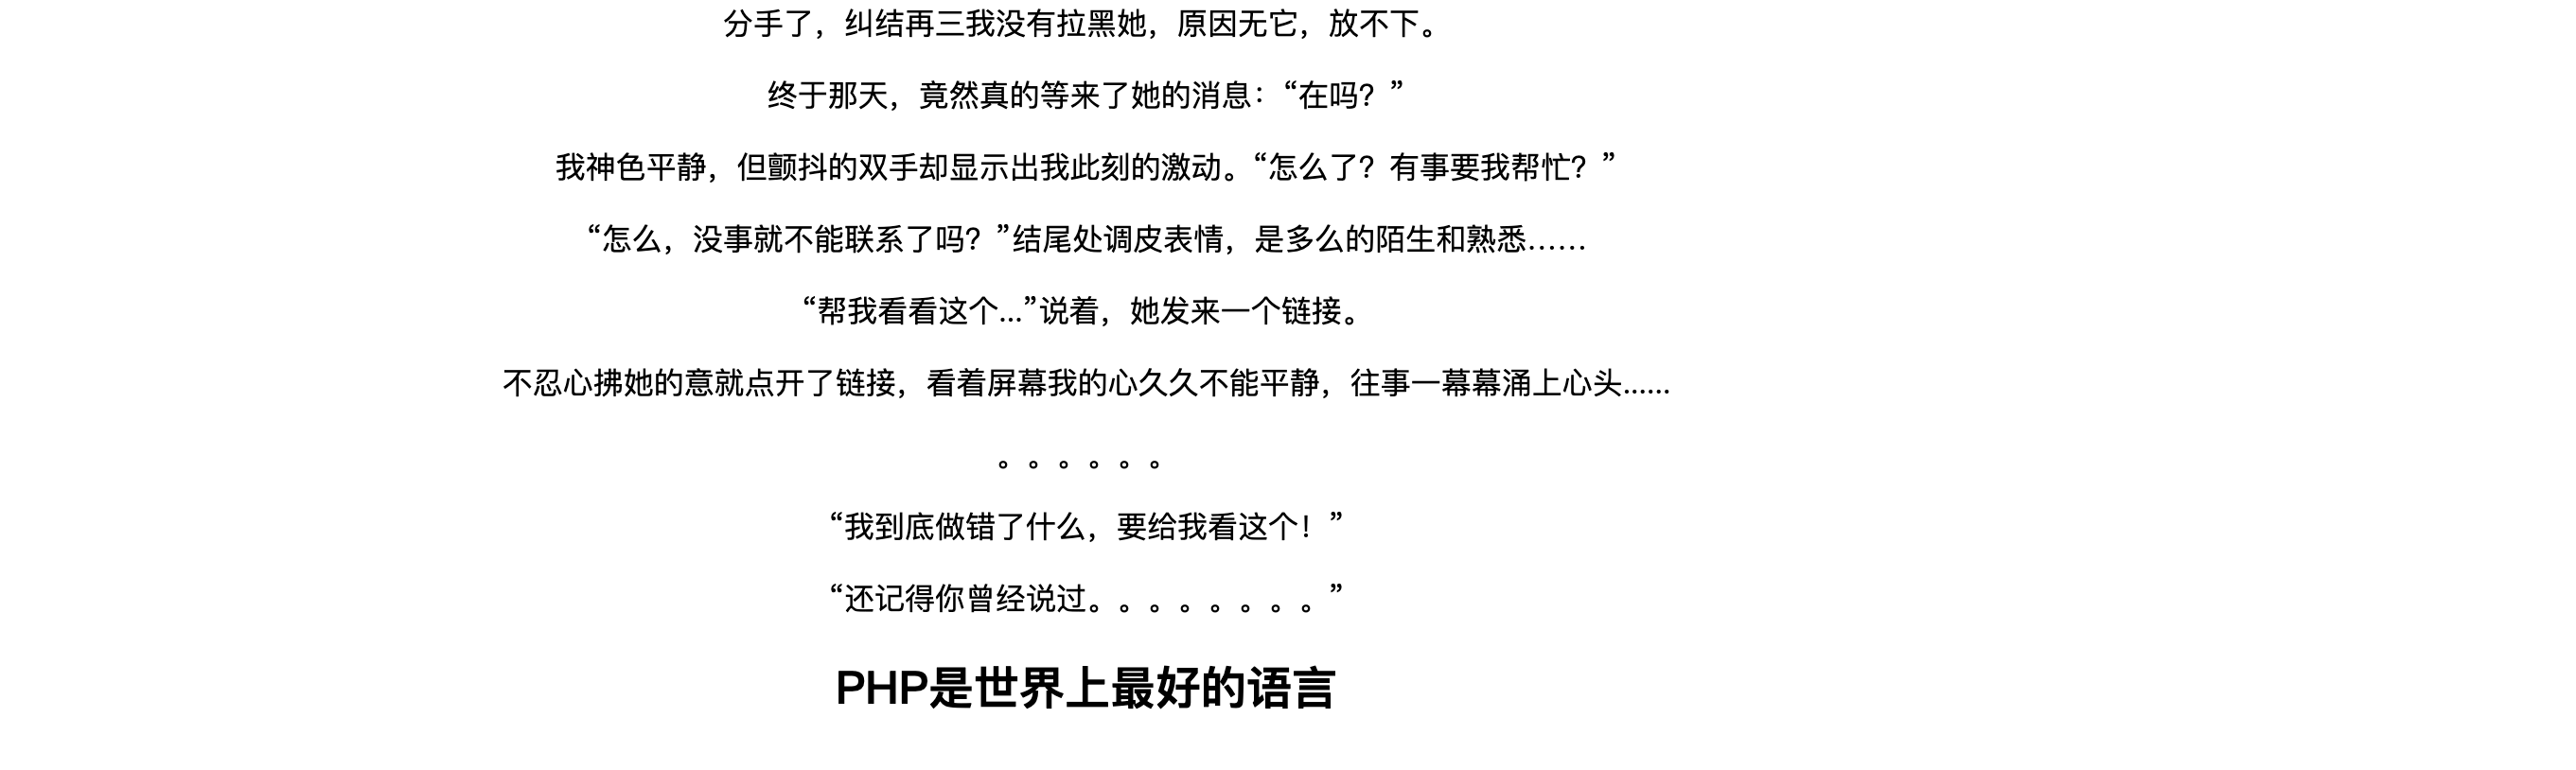 分手了，纠结再三我没有拉黑她，原因无它，放不下。
终于那天，竟然真的等来了她的消息：“在吗？”
我神色平静，但颤抖的双手却显示出我此刻的激动。“怎么了？有事要我帮忙？”
“怎么，没事就不能联系了吗？”结尾处调皮表情，是多么的陌生和熟悉……
“帮我看看这个...”说着，她发来一个链接。
不忍心拂她的意就点开了链接，看着屏幕我的心久久不能平静，往事一幕幕涌上心头......
。。。。。。
“我到底做错了什么，要给我看这个！”
“还记得你曾经说过。。。。。。。。”
PHP是世界上最好的语言